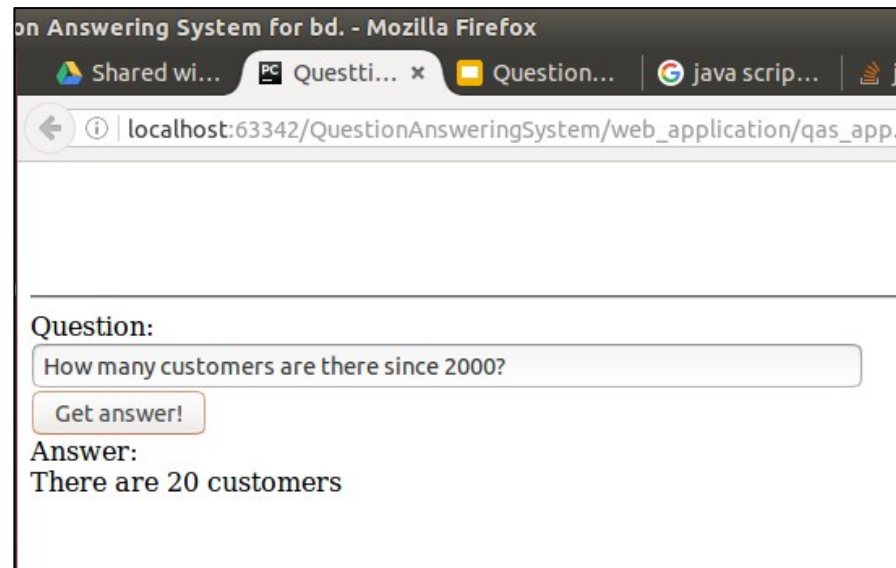 on Answering System for bd. - Mozilla Firefox
Shared wi... PC Questti... × Question... G java scrip... j
localhost:63342/QuestionAnsweringSystem/web_application/qas_app.
Question:
How many customers are there since 2000?
Get answer!
Answer:
There are 20 customers